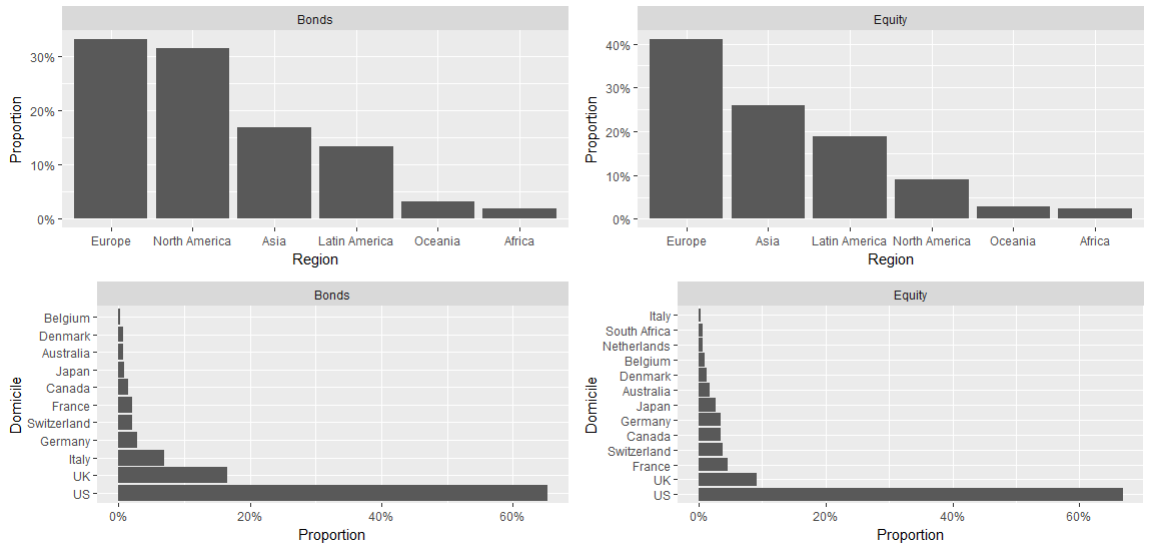 Bonds
Proportion
30%
20%
10%
0%
Europe North America Asia Latin America Oceania Africa
Region
Equity
Proportion
40%
30%
20%
10%
0%
Europe Asia Latin America North America Oceania Africa
Region
Bonds
Domicile
Belgium
Denmark
Australia
Japan
Canada
France
Switzerland
Germany
Italy
UK
US
0% 20% 40% 60%
Proportion
Equity
Domicile
Italy
South Africa
Netherlands
Belgium
Denmark
Australia
Japan
Germany
Canada
Switzerland
France
UK
US
0% 20% 40% 60%
Proportion